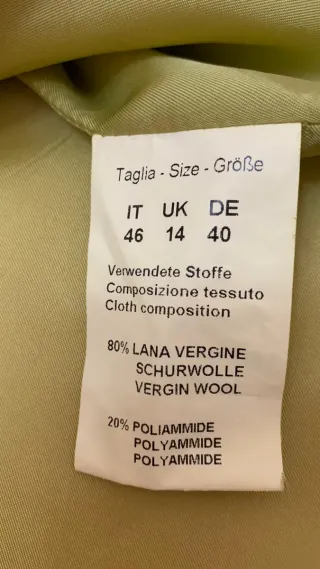 Taglia - Size - Größe
IT UK DE
46 14 40
Verwendete Stoffe
Composizione tessuto
Cloth composition
80% LANA VERGINE
SCHURWOLLE
VERGIN WOOL
20% POLIAMMIDE
POLYAMMIDE
POLYAMMIDE